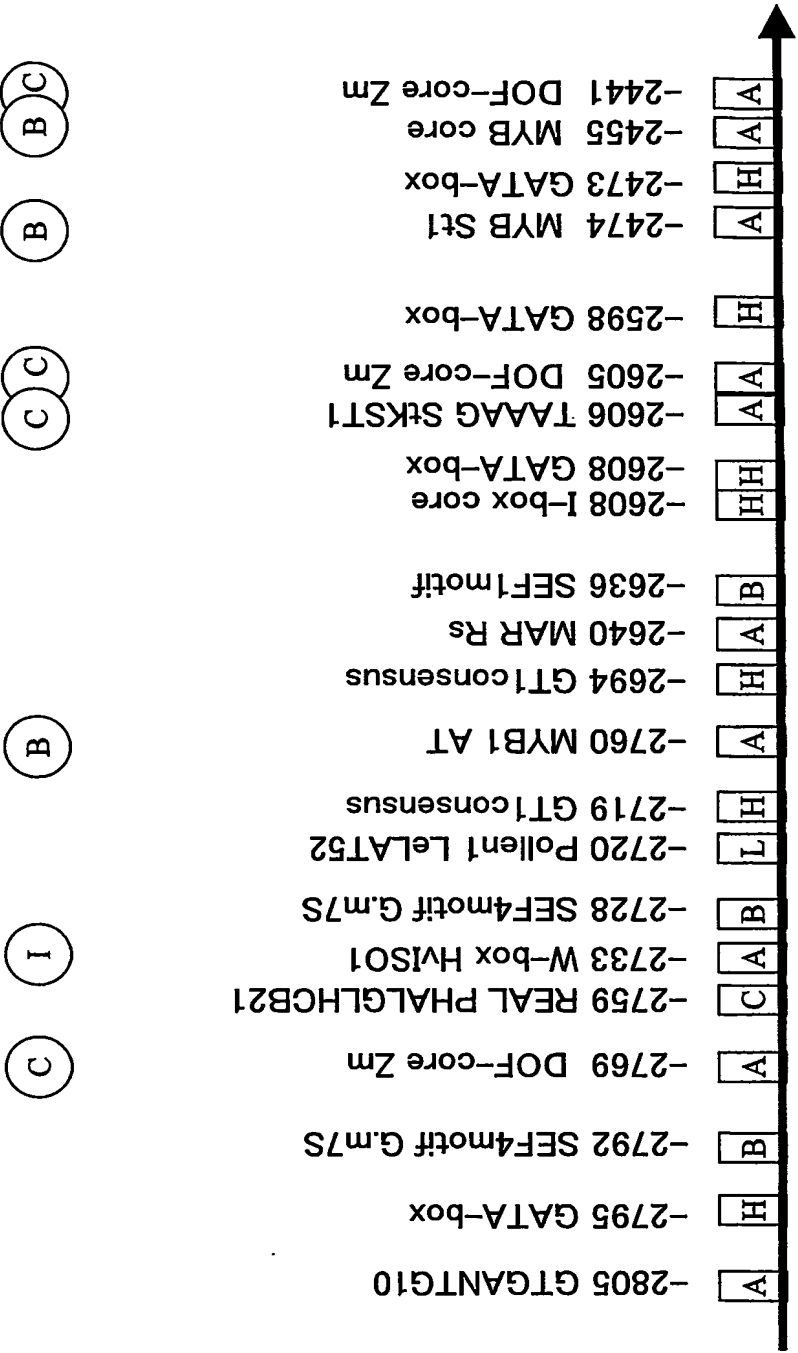 A -2805 GTGANTG10
H -2795 GATA-box
B -2792 SEF4motif G.m7S
A -2769 DOF-core Zm C
C -2759 REAL PHALGLHCB21
A -2733 W-box HvISO1 I
B -2728 SEF4motif G.m7S
L -2720 Pollen1 LeLAT52
H -2719 GT1consensus
A -2760 MYB1 AT B
H -2694 GT1consensus
A -2640 MAR Rs
B -2636 SEF1motif
H -2608 I-box core
H -2608 GATA-box
A -2606 TAAAG StKST1 C
A -2605 DOF-core Zm C
H -2598 GATA-box
A -2474 MYB St1 B
H -2473 GATA-box
A -2455 MYB core B
A -2441 DOF-core Zm C